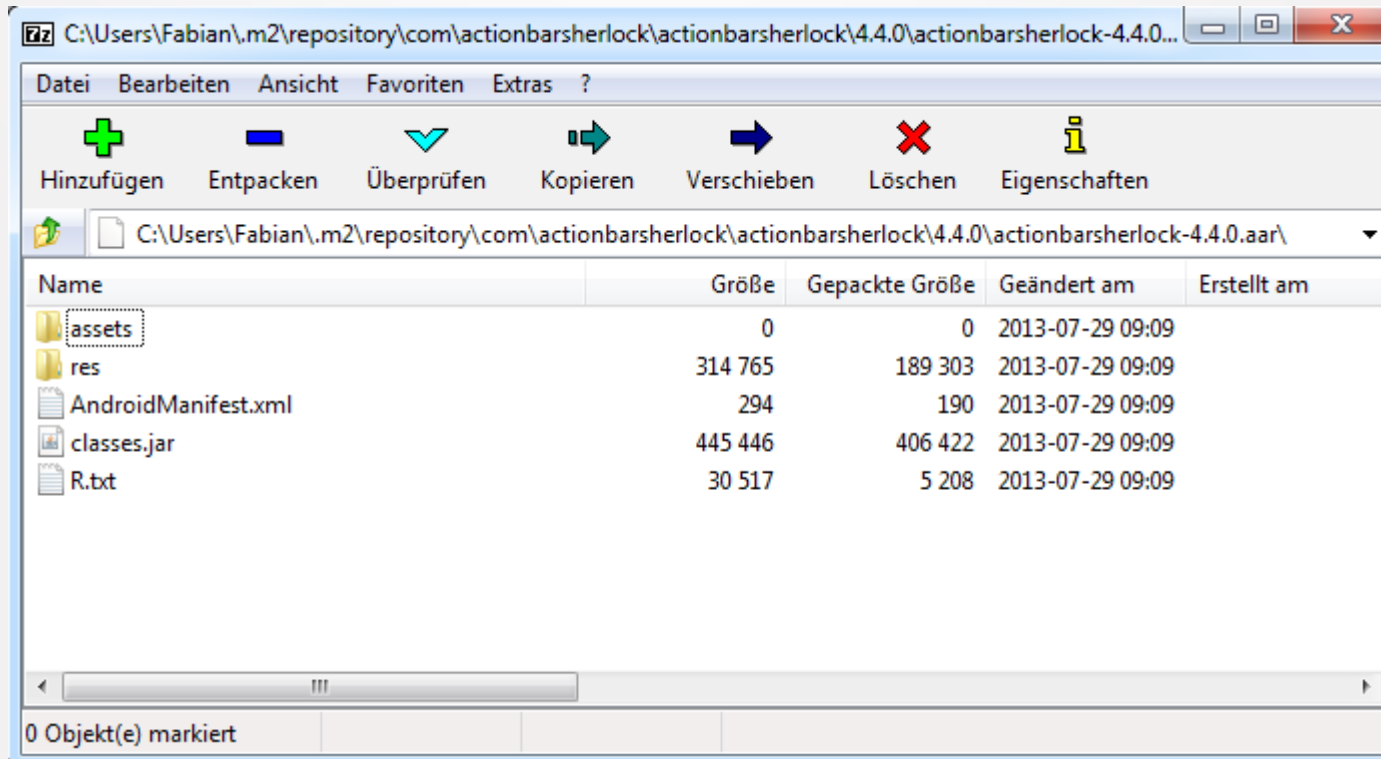 7z C:\Users\Fabian\.m2\repository\com\actionbarsherlock\actionbarsherlock\4.4.0\actionbarsherlock-4.4.0...
Datei Bearbeiten Ansicht Favoriten Extras ?
Hinzufügen Entpacken Überprüfen Kopieren Verschieben Löschen Eigenschaften
C:\Users\Fabian\.m2\repository\com\actionbarsherlock\actionbarsherlock\4.4.0\actionbarsherlock-4.4.0.aar\
Name Größe Gepackte Größe Geändert am Erstellt am
assets 0 0 2013-07-29 09:09
res 314 765 189 303 2013-07-29 09:09
AndroidManifest.xml 294 190 2013-07-29 09:09
classes.jar 445 446 406 422 2013-07-29 09:09
R.txt 30 517 5 208 2013-07-29 09:09
0 Objekt(e) markiert